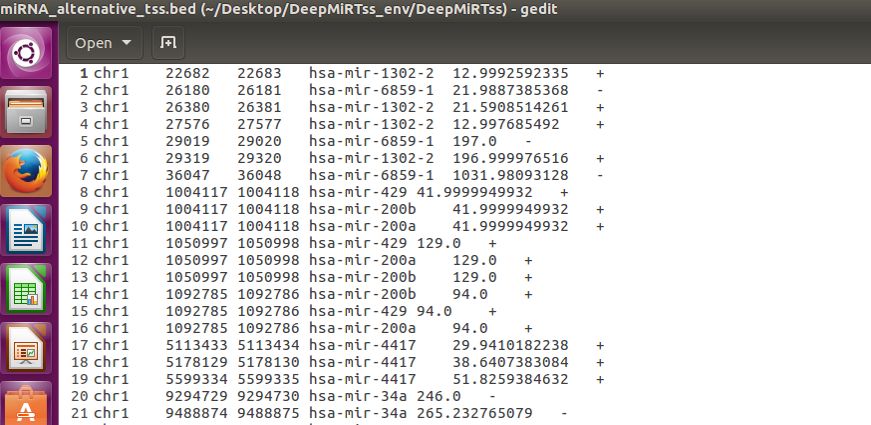 miRNA_alternative_tss.bed (~/Desktop/DeepMiRTss_env/DeepMiRTss) - gedit
Open
1 chr1 22682 22683 hsa-mir-1302-2 12.9992592335 +
2 chr1 26180 26181 hsa-mir-6859-1 21.9887385368 -
3 chr1 26380 26381 hsa-mir-1302-2 21.5908514261 +
4 chr1 27576 27577 hsa-mir-1302-2 12.997685492 +
5 chr1 29019 29020 hsa-mir-6859-1 197.0 -
6 chr1 29319 29320 hsa-mir-1302-2 196.999976516 +
7 chr1 36047 36048 hsa-mir-6859-1 1031.98093128 -
8 chr1 1004117 1004118 hsa-mir-429 41.9999949932 +
9 chr1 1004117 1004118 hsa-mir-200b 41.9999949932 +
10 chr1 1004117 1004118 hsa-mir-200a 41.9999949932 +
11 chr1 1050997 1050998 hsa-mir-429 129.0 +
12 chr1 1050997 1050998 hsa-mir-200a 129.0 +
13 chr1 1050997 1050998 hsa-mir-200b 129.0 +
14 chr1 1092785 1092786 hsa-mir-200b 94.0 +
15 chr1 1092785 1092786 hsa-mir-429 94.0 +
16 chr1 1092785 1092786 hsa-mir-200a 94.0 +
17 chr1 5113433 5113434 hsa-mir-4417 29.9410182238 +
18 chr1 5178129 5178130 hsa-mir-4417 38.6407383084 +
19 chr1 5599334 5599335 hsa-mir-4417 51.8259384632 +
20 chr1 9294729 9294730 hsa-mir-34a 246.0 -
21 chr1 9488874 9488875 hsa-mir-34a 265.232765079 -